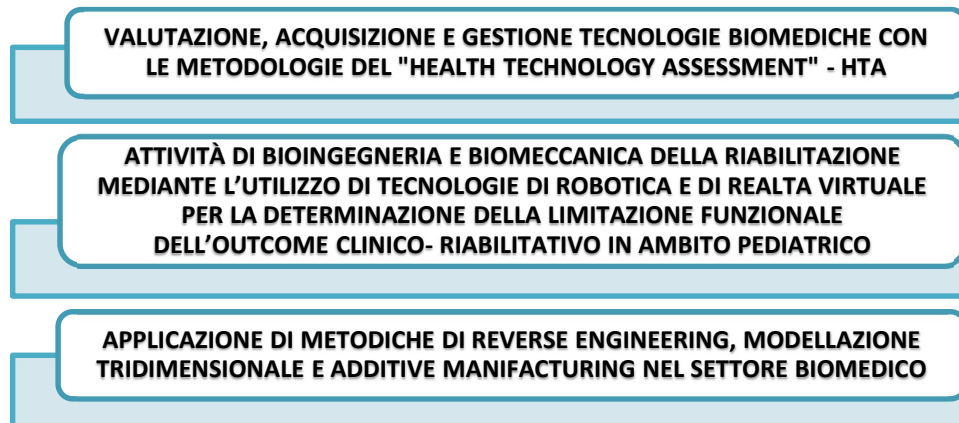 VALUTAZIONE, ACQUISIZIONE E GESTIONE TECNOLOGIE BIOMEDICHE CON
LE METODOLOGIE DEL "HEALTH TECHNOLOGY ASSESSMENT" - HTA
ATTIVITÀ DI BIOINGEGNERIA E BIOMECCANICA DELLA RIABILITAZIONE
MEDIANTE L’UTILIZZO DI TECNOLOGIE DI ROBOTICA E DI REALTA VIRTUALE
PER LA DETERMINAZIONE DELLA LIMITAZIONE FUNZIONALE
DELL’OUTCOME CLINICO- RIABILITATIVO IN AMBITO PEDIATRICO
APPLICAZIONE DI METODICHE DI REVERSE ENGINEERING, MODELLAZIONE
TRIDIMENSIONALE E ADDITIVE MANIFACTURING NEL SETTORE BIOMEDICO